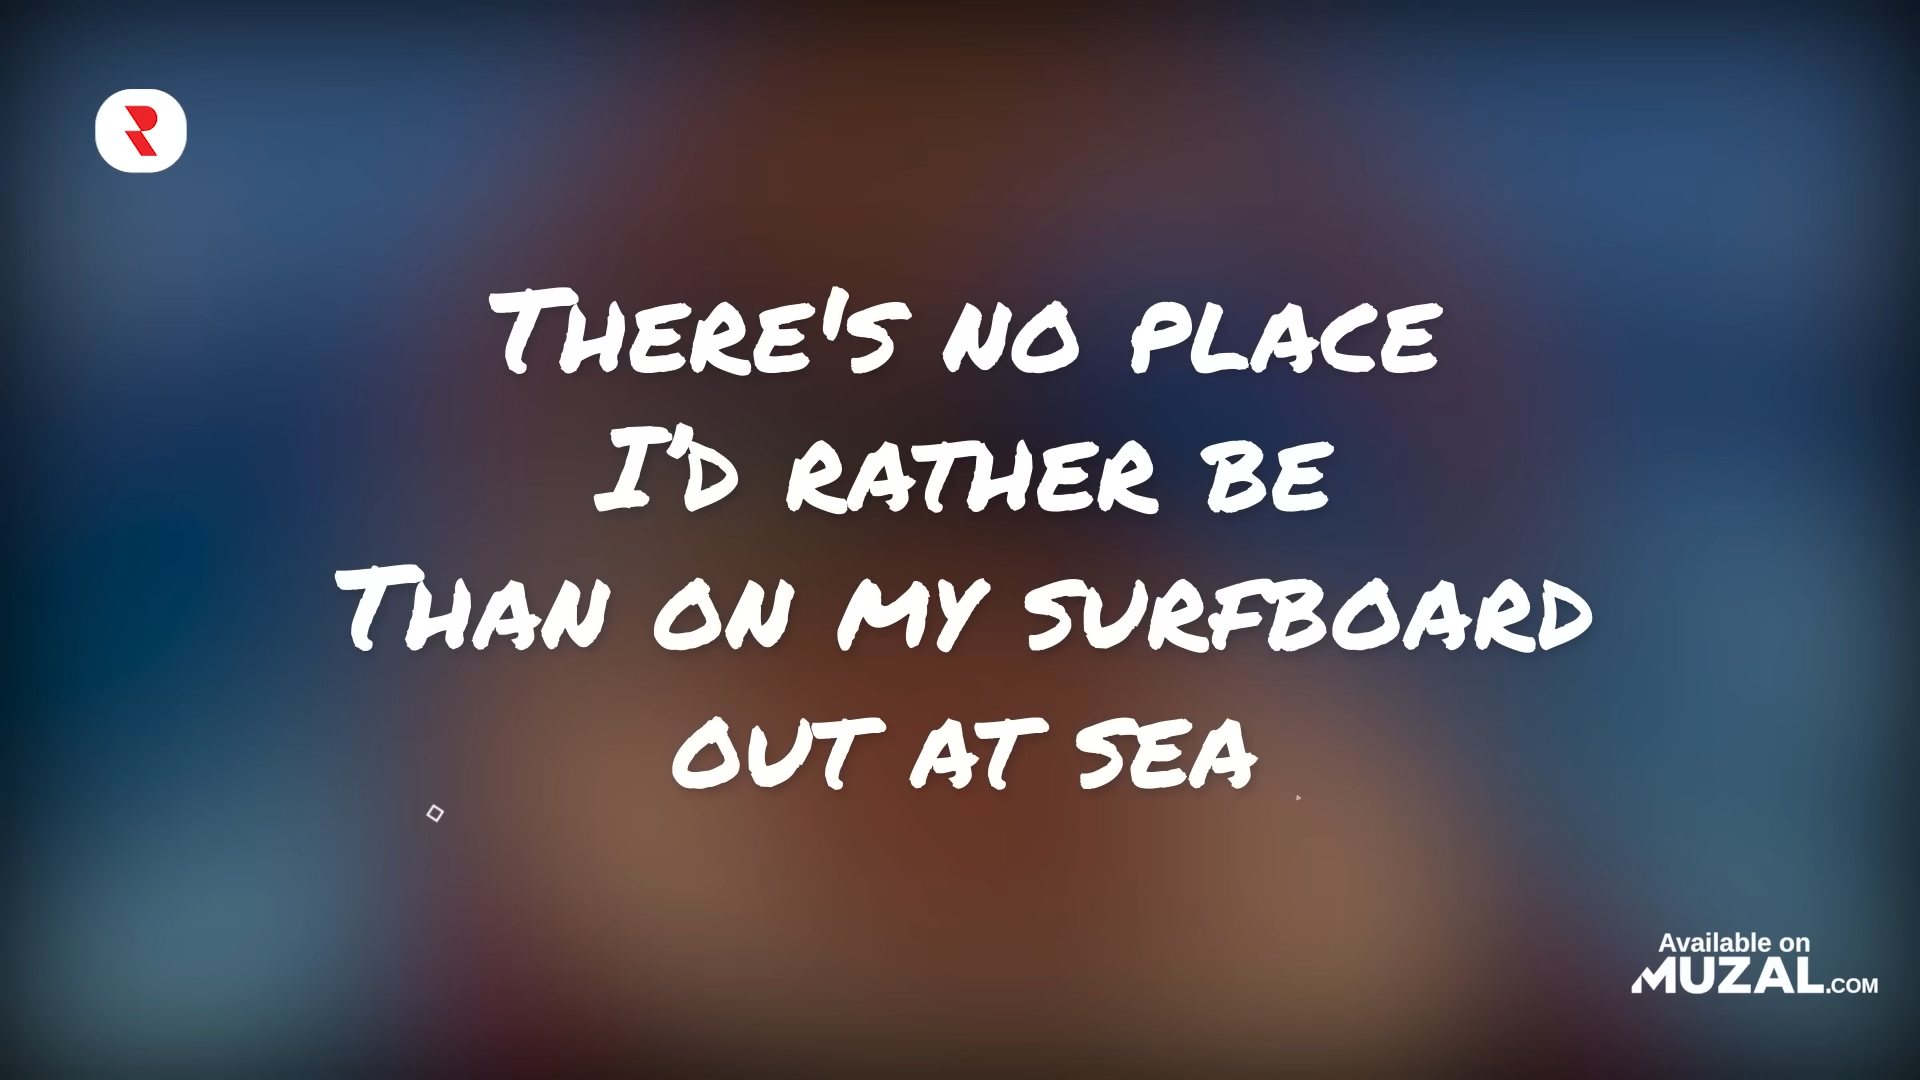 There's no place
I'd rather be
Than on my surfboard
out at sea
Available on
MUZAL.COM